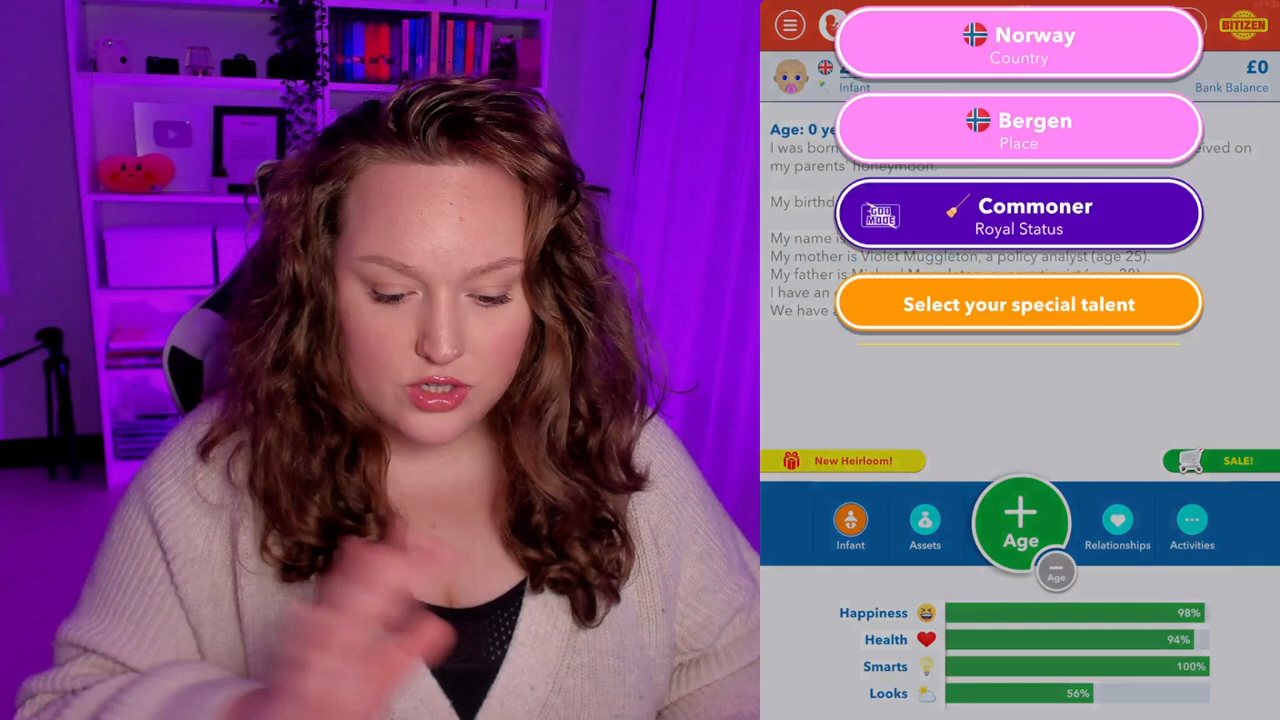 Norway
Country
BITIZEN
£0
Infant
Bank Balance
Bergen
Place
Age: 0 ye
I was born
eived on
my parents' honeymoon.
GOD MODE
Commoner
Royal Status
My birthd
My name is
My mother is Violet Muggleton, a policy analyst (age 25).
My father is
I have an
We have
Select your special talent
New Heirloom!
SALE!
Infant
Assets
+
Age
Relationships
Activities
Age
Happiness 98%
Health 94%
Smarts 100%
Looks 56%